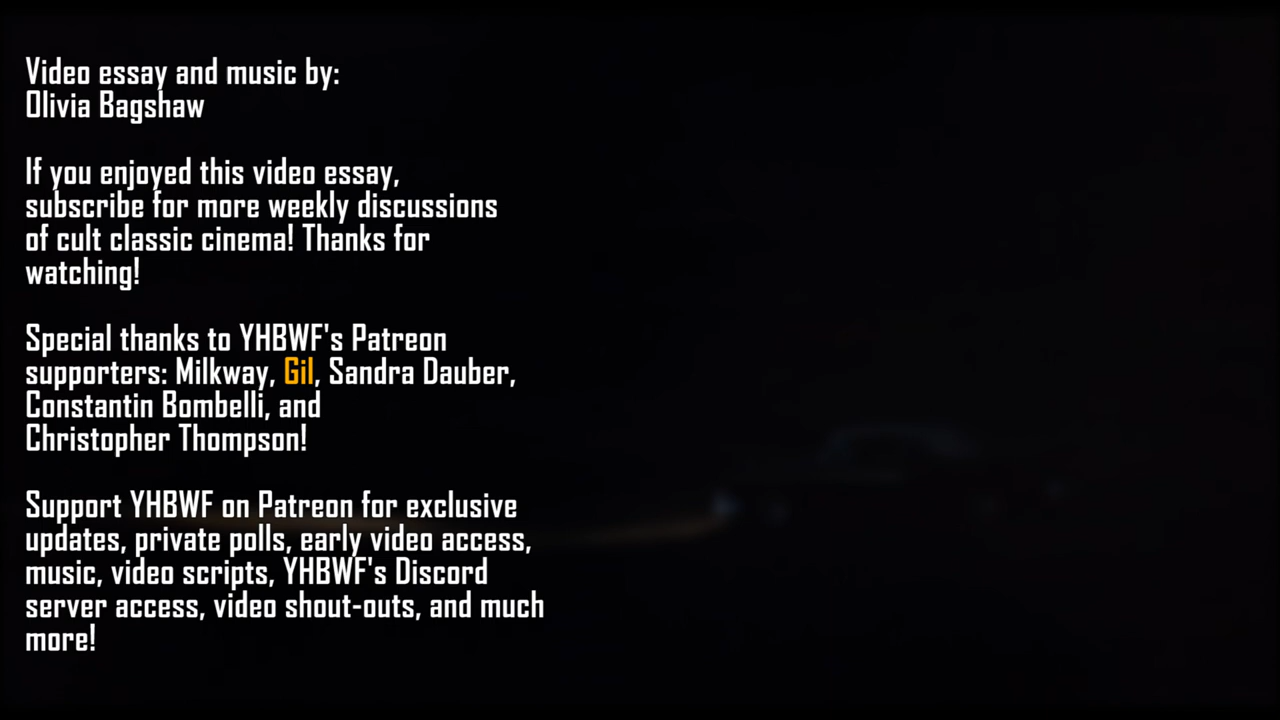 Video essay and music by:
Olivia Bagshaw
If you enjoyed this video essay,
subscribe for more weekly discussions
of cult classic cinema! Thanks for
watching!
Special thanks to YHBWF's Patreon
supporters: Milkway, Gil, Sandra Dauber,
Constantin Bombelli, and
Christopher Thompson!
Support YHBWF on Patreon for exclusive
updates, private polls, early video access,
music, video scripts, YHBWF's Discord
server access, video shout-outs, and much
more!